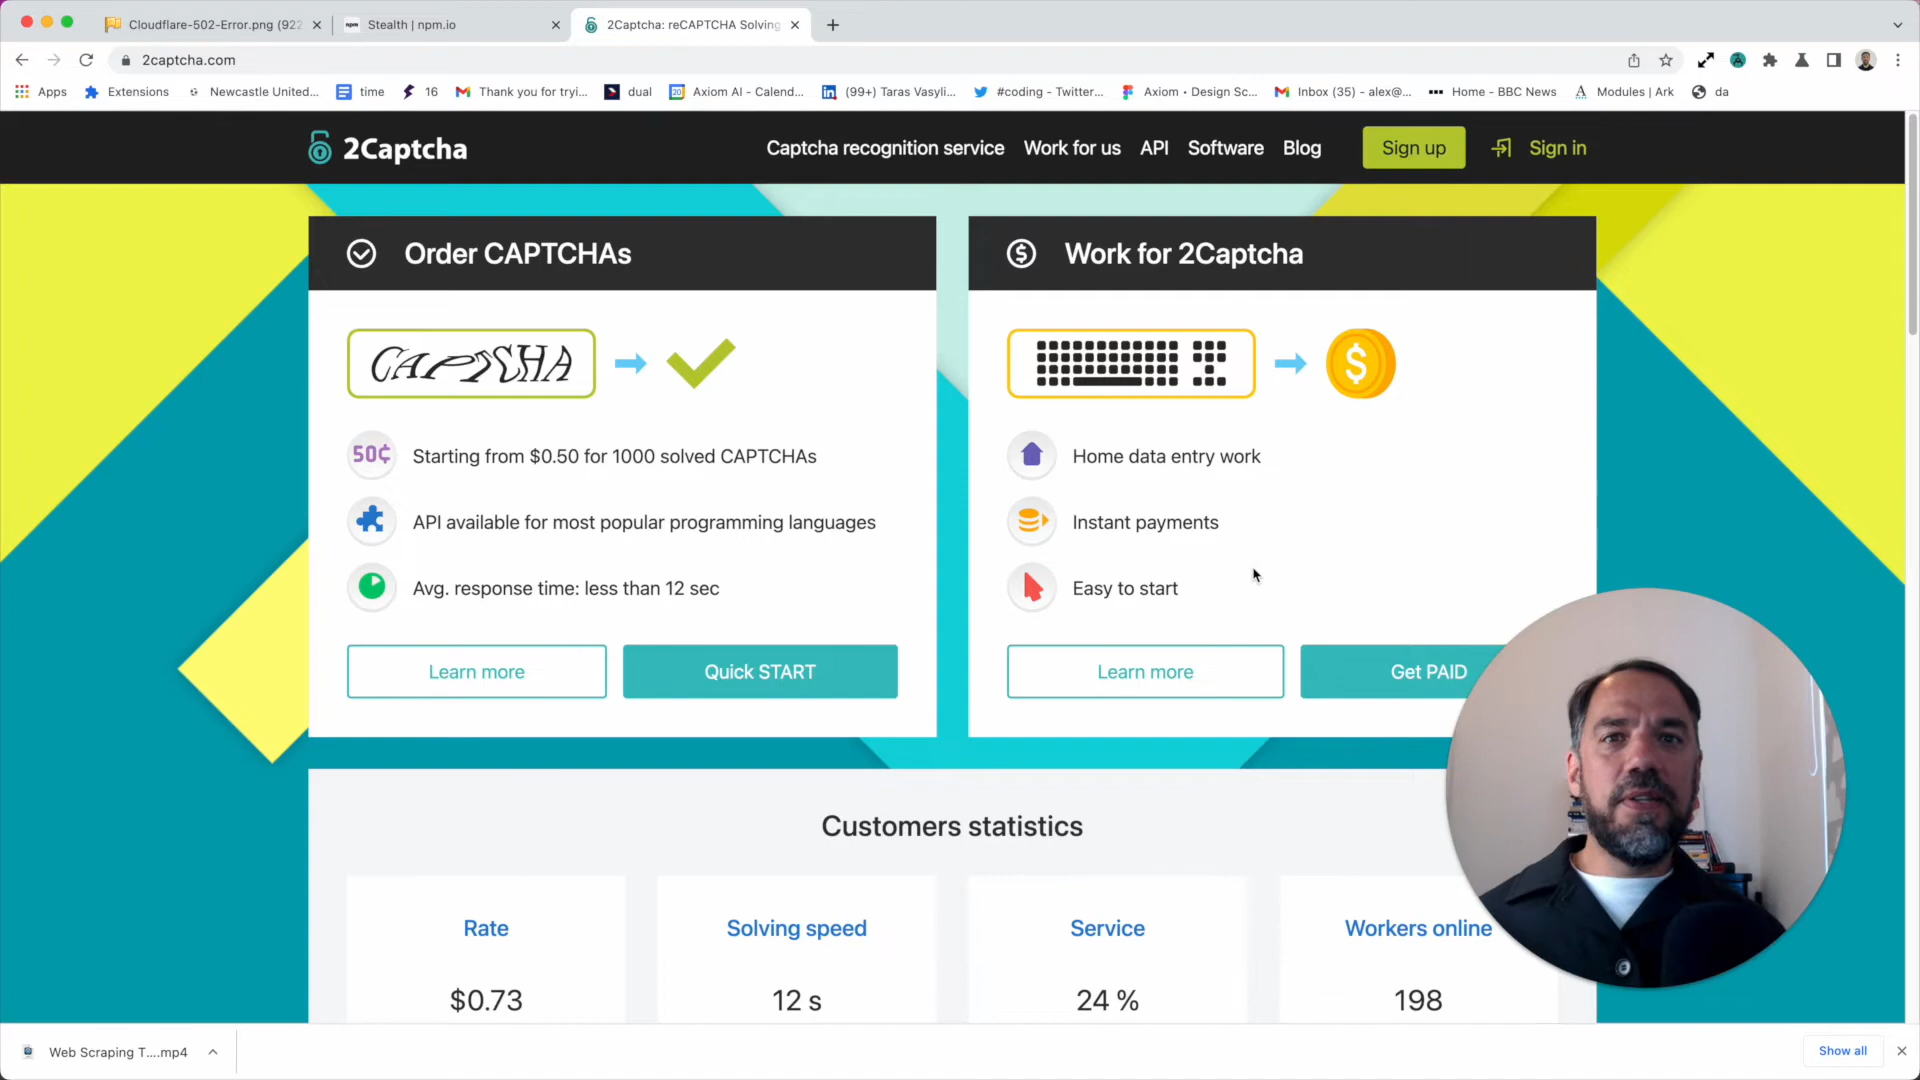 Cloudflare-502-Error.png (922
Stealth | npm.io
2Captcha: reCAPTCHA Solving
2captcha.com
Apps
Extensions
Newcastle United...
time
16
Thank you for tryi...
dual
Axiom AI - Calend...
(99+) Taras Vasyli...
#coding - Twitter...
Axiom • Design Sc...
Inbox (35) - alex@...
Home - BBC News
Modules | Ark
da
2Captcha
Captcha recognition service
Work for us
API
Software
Blog
Sign up
Sign in
Order CAPTCHAs
CAPTCHA
50¢
Starting from $0.50 for 1000 solved CAPTCHAs
API available for most popular programming languages
Avg. response time: less than 12 sec
Learn more
Quick START
Work for 2Captcha
$
Home data entry work
Instant payments
Easy to start
Learn more
Get PAID
Customers statistics
Rate
Solving speed
Service
Workers online
$0.73
12 s
24 %
198
Web Scraping T....mp4
Show all